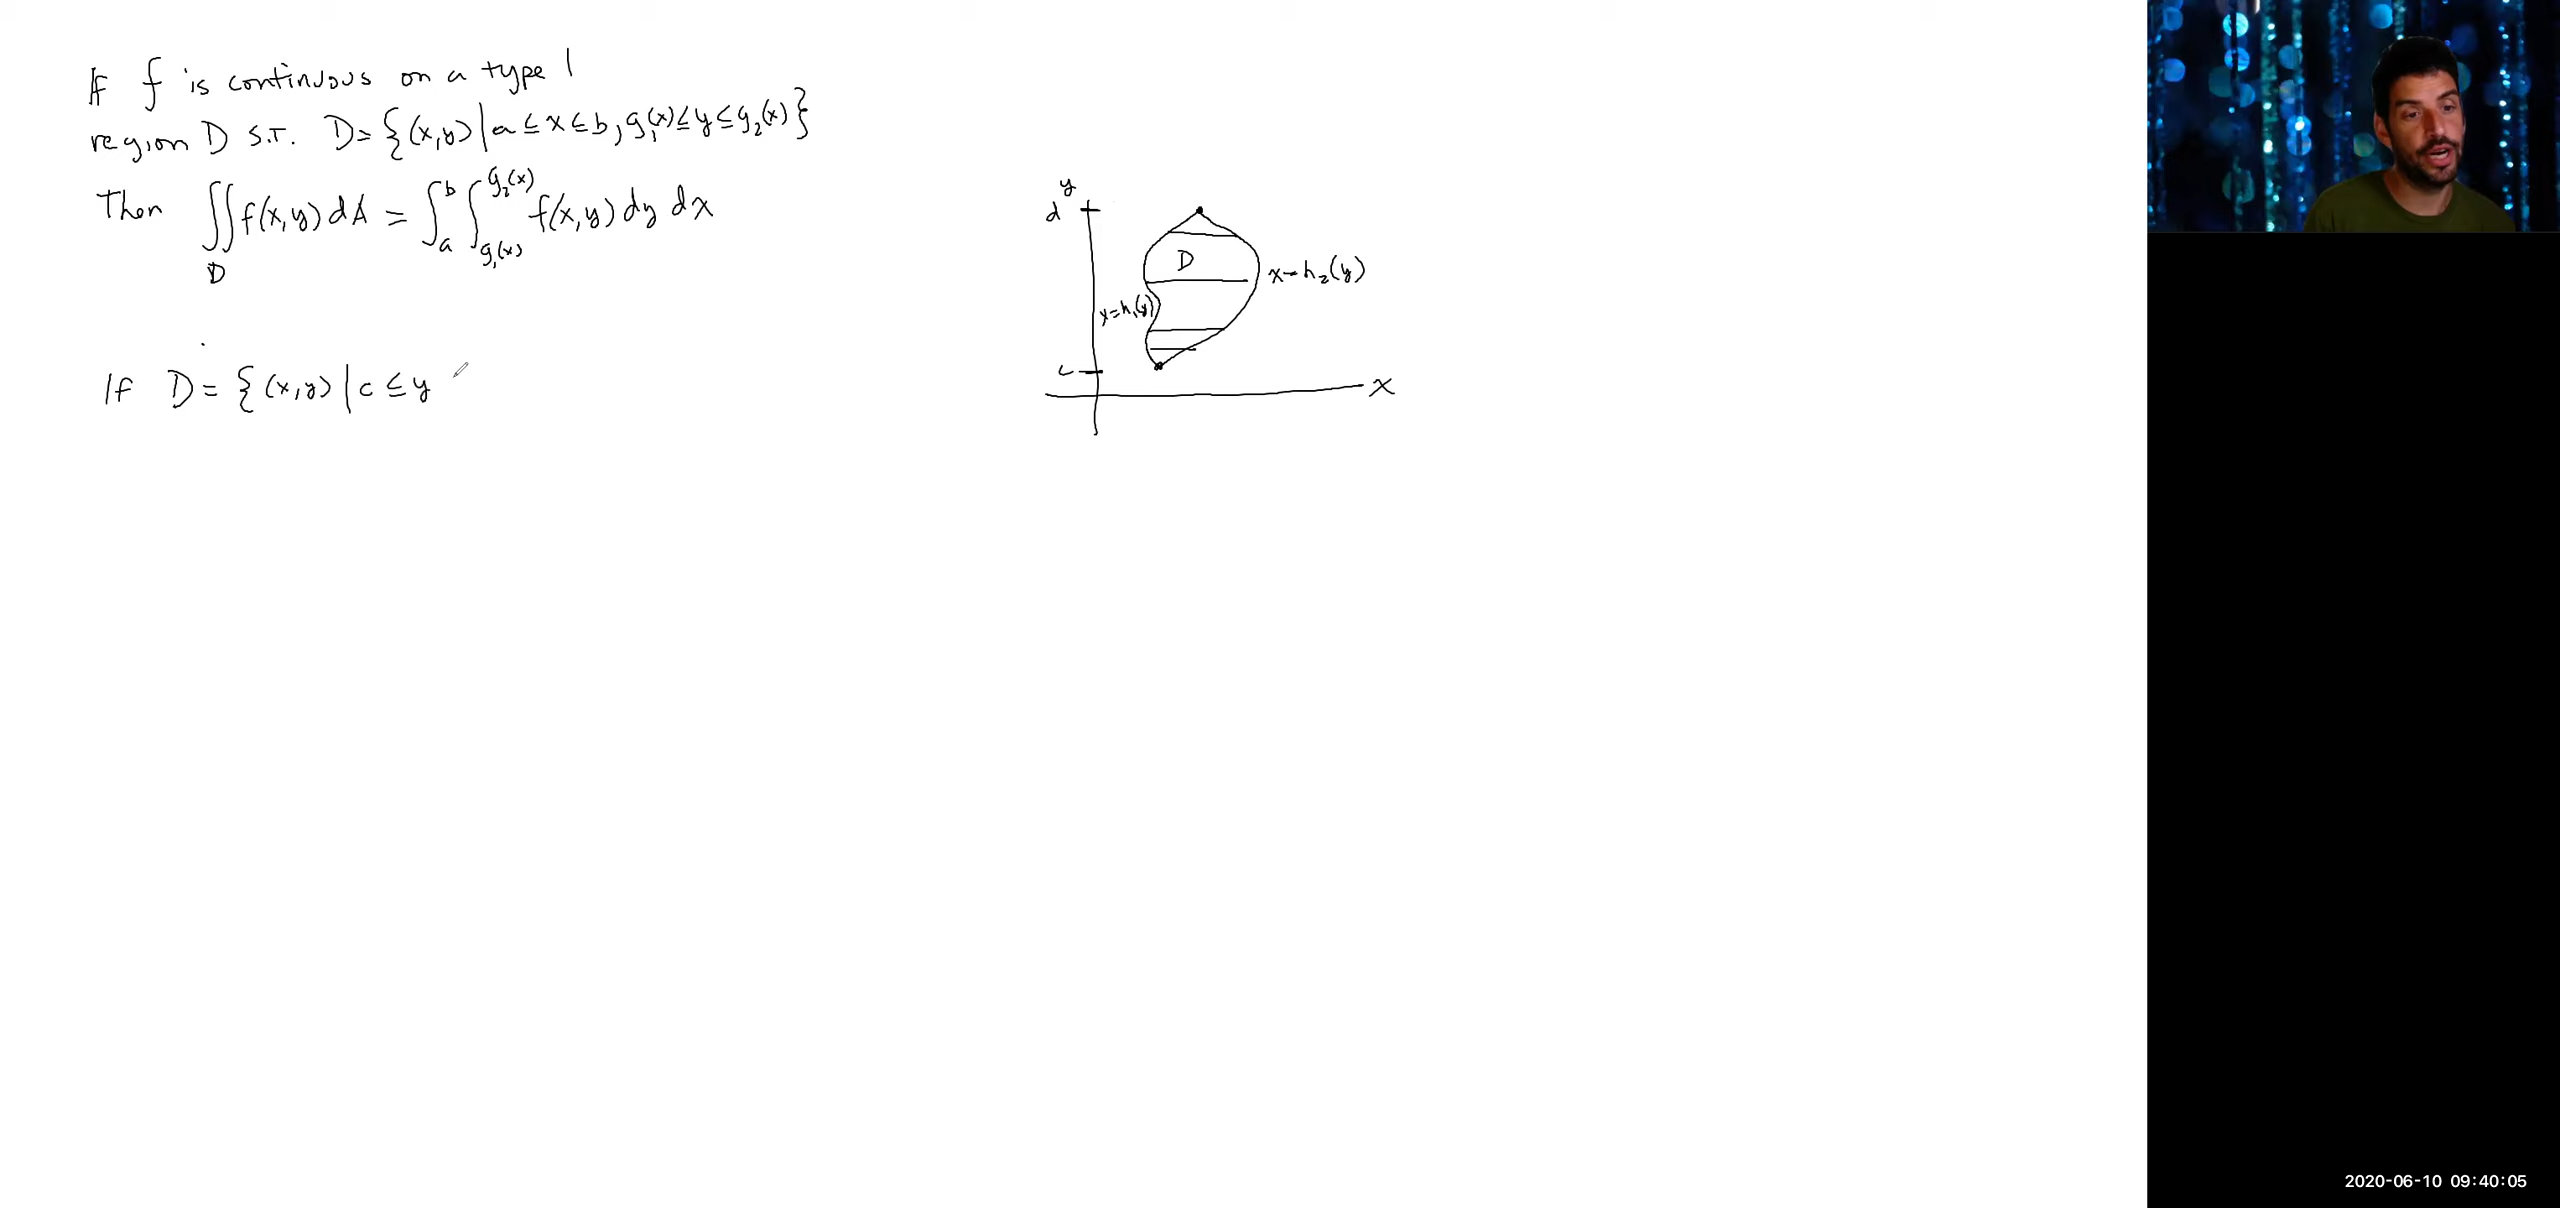 If f is continuous on a type 1
region D s.t. D={(x,y)|a≤x≤b, g₁(x)≤y≤g₂(x)}
Then ∬_D f(x,y) dA = ∫_a^b ∫_{g₁(x)}^{g₂(x)} f(x,y) dy dx
If D = {(x,y)|c ≤ y
y
d
D
x=h₂(y)
x=h₁(y)
c
x
2020-06-10 09:40:05